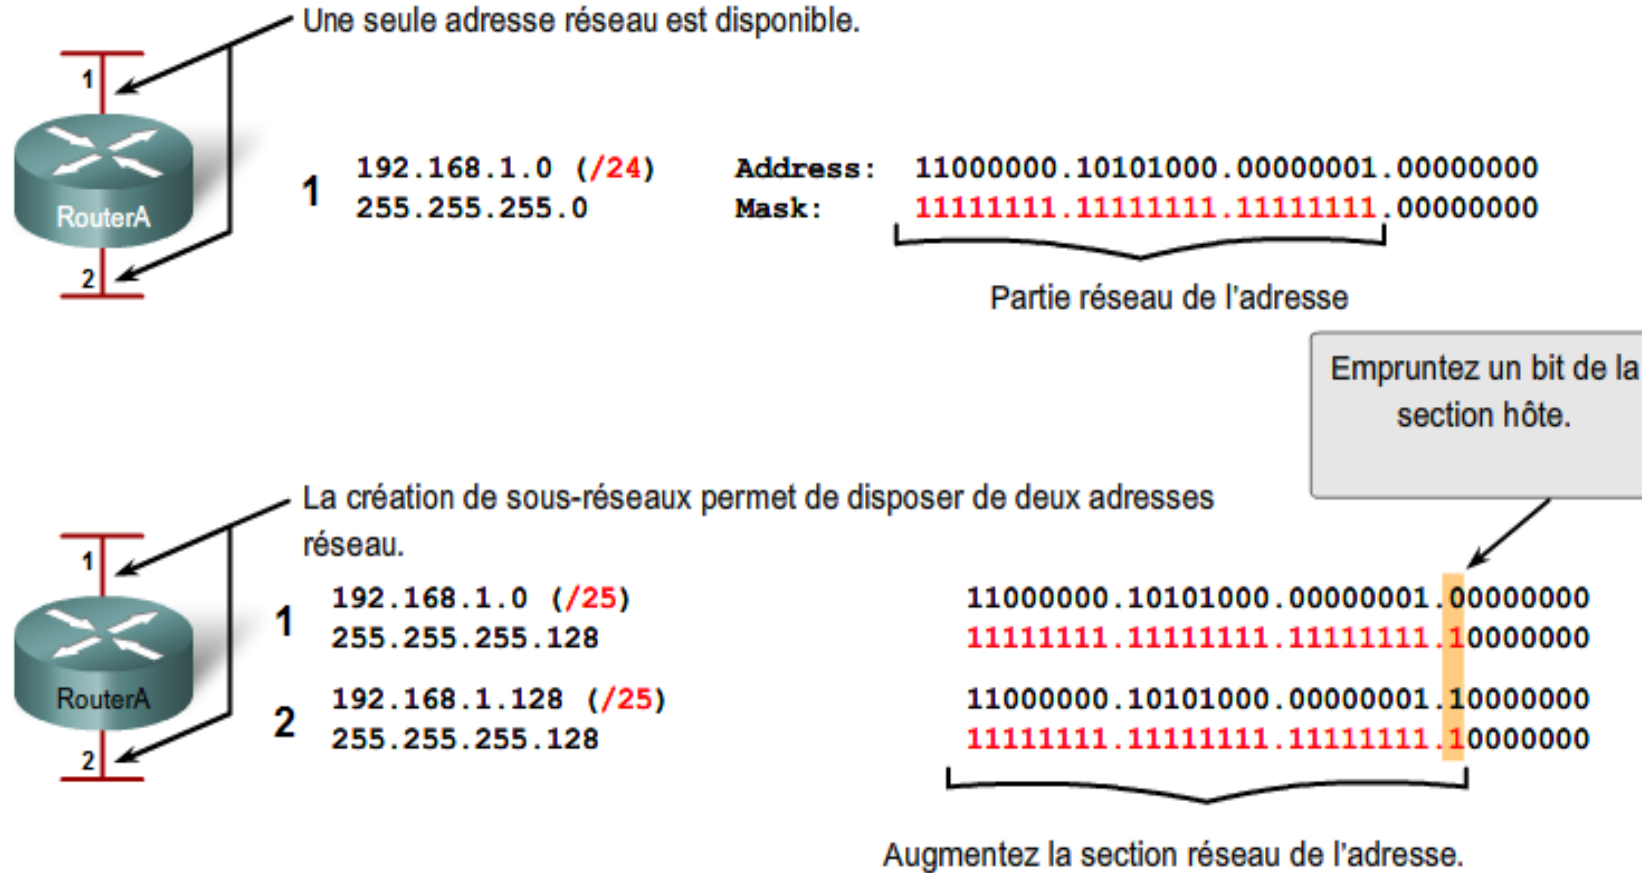 Une seule adresse réseau est disponible.
1
RouterA
2
1
192.168.1.0 (/24) Address: 11000000.10101000.00000001.00000000
255.255.255.0 Mask: 11111111.11111111.11111111.00000000
Partie réseau de l'adresse
Empruntez un bit de la
section hôte.
La création de sous-réseaux permet de disposer de deux adresses
réseau.
1
RouterA
2
1
192.168.1.0 (/25) 11000000.10101000.00000001.00000000
255.255.255.128 11111111.11111111.11111111.10000000
2
192.168.1.128 (/25) 11000000.10101000.00000001.10000000
255.255.255.128 11111111.11111111.11111111.10000000
Augmentez la section réseau de l'adresse.